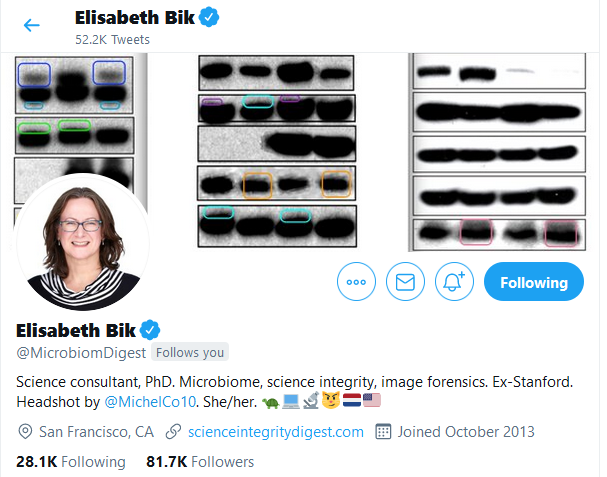 Elisabeth Bik
52.2K Tweets
Following
Elisabeth Bik
@MicrobiomDigest Follows you
Science consultant, PhD. Microbiome, science integrity, image forensics. Ex-Stanford.
Headshot by @MichelCo10. She/her. 🐢💻🔬😼🇳🇱🇺🇸
San Francisco, CA scienceintegritydigest.com Joined October 2013
28.1K Following 81.7K Followers